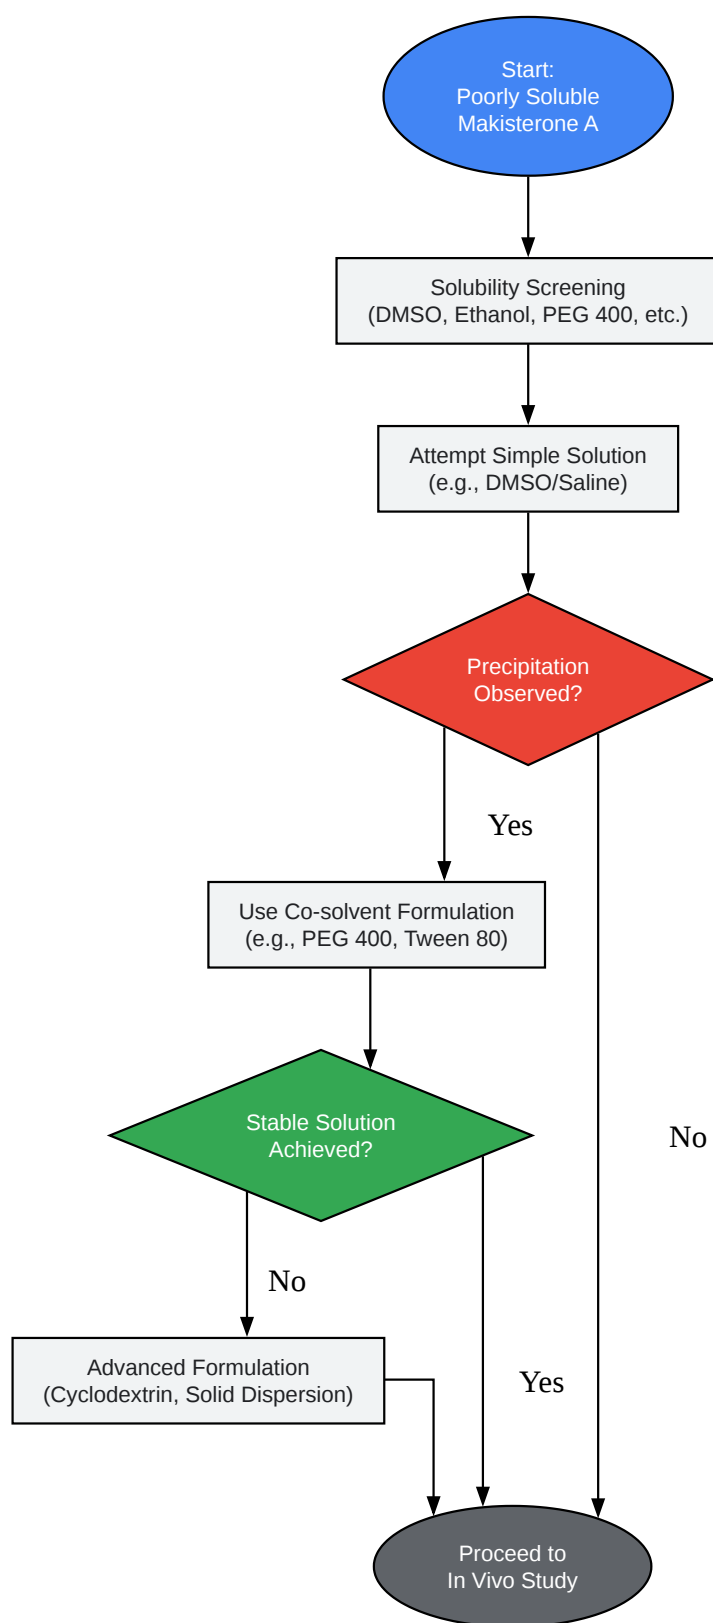 Start:
Poorly Soluble
Makisterone A
Solubility Screening
(DMSO, Ethanol, PEG 400, etc.)
Attempt Simple Solution
(e.g., DMSO/Saline)
Precipitation
Observed?
Yes
Use Co-solvent Formulation
(e.g., PEG 400, Tween 80)
Stable Solution
Achieved?
No
No
Advanced Formulation
(Cyclodextrin, Solid Dispersion)
Yes
Proceed to
In Vivo Study